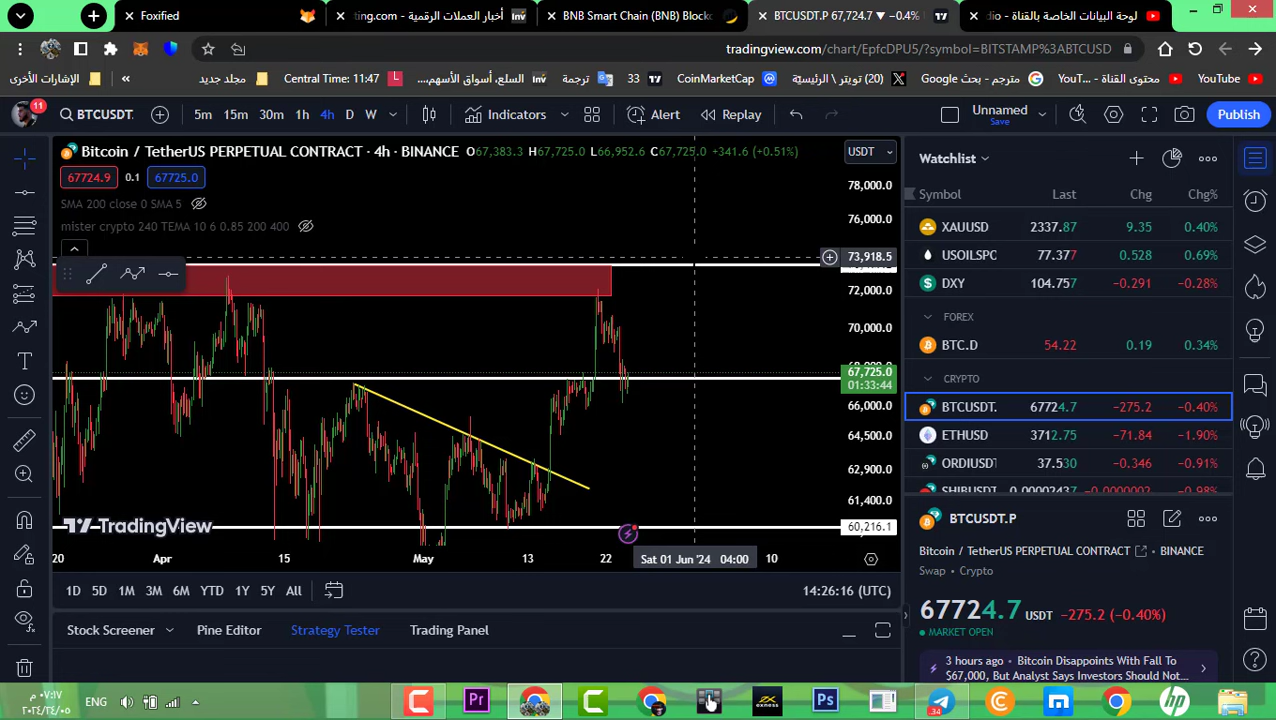 Foxified
أخبار العملات الرقمية - ting.com
BNB Smart Chain (BNB) Block
BTCUSDT.P 67,724.7 ▼ −0.4%
لوحة البيانات الخاصة بالقناة - dio
tradingview.com/chart/EpfcDPU5/?symbol=BITSTAMP%3ABTCUSD
الإشارات الأخرى
»
مجلد جديد
Central Time: 11:47
السلع، أسواق الأسهم،...
ترجمة
33
CoinMarketCap
(20) تويتر \ الرئيسيّة
مترجم - بحث Google
محتوى القناة - YouT...
YouTube
11
BTCUSDT.
5m 15m 30m 1h 4h D W
Indicators
Alert
Replay
Unnamed
Save
Publish
Bitcoin / TetherUS PERPETUAL CONTRACT · 4h · BINANCE O67,383.3 H67,725.0 L66,952.6 C67,725.0 +341.6 (+0.51%)
USDT
67724.9 0.1 67725.0
SMA 200 close 0 SMA 5
mister crypto 240 TEMA 10 6 0.85 200 400
78,000.0
76,000.0
73,918.5
72,000.0
70,000.0
67,725.0
01:33:44
66,000.0
64,500.0
62,900.0
61,400.0
60,216.1
TradingView
20 Apr 15 May 13 22 Sat 01 Jun '24 04:00 10
1D 5D 1M 3M 6M YTD 1Y 5Y All
14:26:16 (UTC)
Stock Screener Pine Editor Strategy Tester Trading Panel
Watchlist
Symbol Last Chg Chg%
XAUUSD 2337.87 9.35 0.40%
USOILSPC 77.377 0.528 0.69%
DXY 104.757 −0.291 −0.28%
FOREX
BTC.D 54.22 0.19 0.34%
CRYPTO
BTCUSDT. 67724.7 −275.2 −0.40%
ETHUSD 3712.75 −71.84 −1.90%
ORDIUSDT 37.530 −0.346 −0.91%
SHIBUSDT 0.00002437 −0.0000002 −0.98%
BTCUSDT.P
Bitcoin / TetherUS PERPETUAL CONTRACT • BINANCE
Swap • Crypto
67724.7 USDT −275.2 (−0.40%)
MARKET OPEN
3 hours ago • Bitcoin Disappoints With Fall To
$67,000, But Analyst Says Investors Should Not...
ENG
34